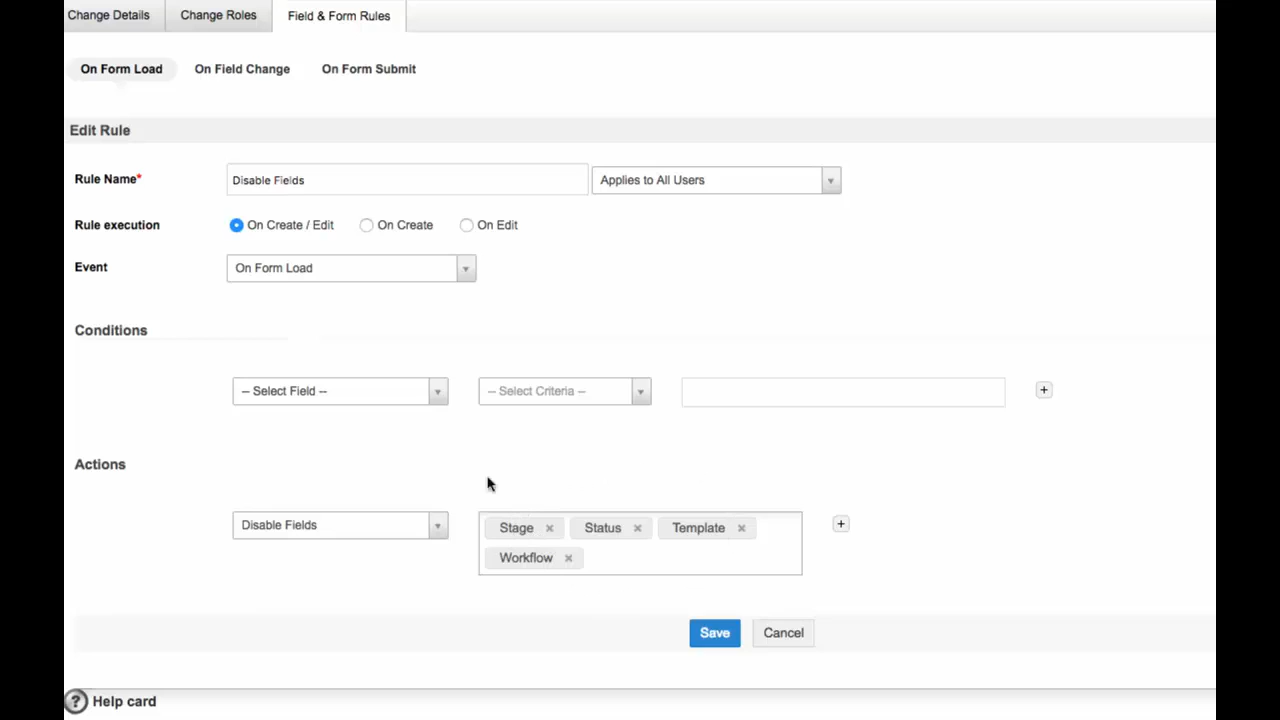 Change Details Change Roles Field & Form Rules
On Form Load On Field Change On Form Submit
Edit Rule
Rule Name* Disable Fields Applies to All Users
Rule execution On Create / Edit On Create On Edit
Event On Form Load
Conditions
-- Select Field -- -- Select Criteria -- +
Actions
Disable Fields Stage × Status × Template × +
Workflow ×
Save Cancel
? Help card